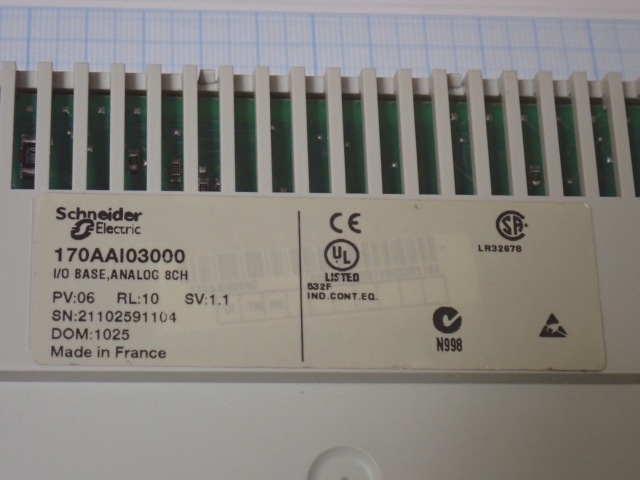 Schneider
Electric
170AAI03000
I/O BASE,ANALOG 8CH
PV:06 RL:10 SV:1.1
SN:21102591104
DOM:1025
Made in France
CE
UL
LISTED
532F
IND.CONT.EQ.
SA
LR32678
N998